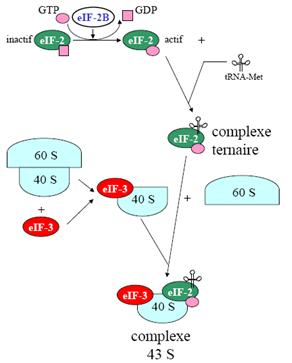 GTP
eIF-2B
GDP
inactif
eIF-2
eIF-2
actif
+
tRNA-Met
eIF-2
complexe
ternaire
60 S
40 S
+
eIF-3
eIF-3
40 S
+
60 S
eIF-3
eIF-2
40 S
complexe
43 S